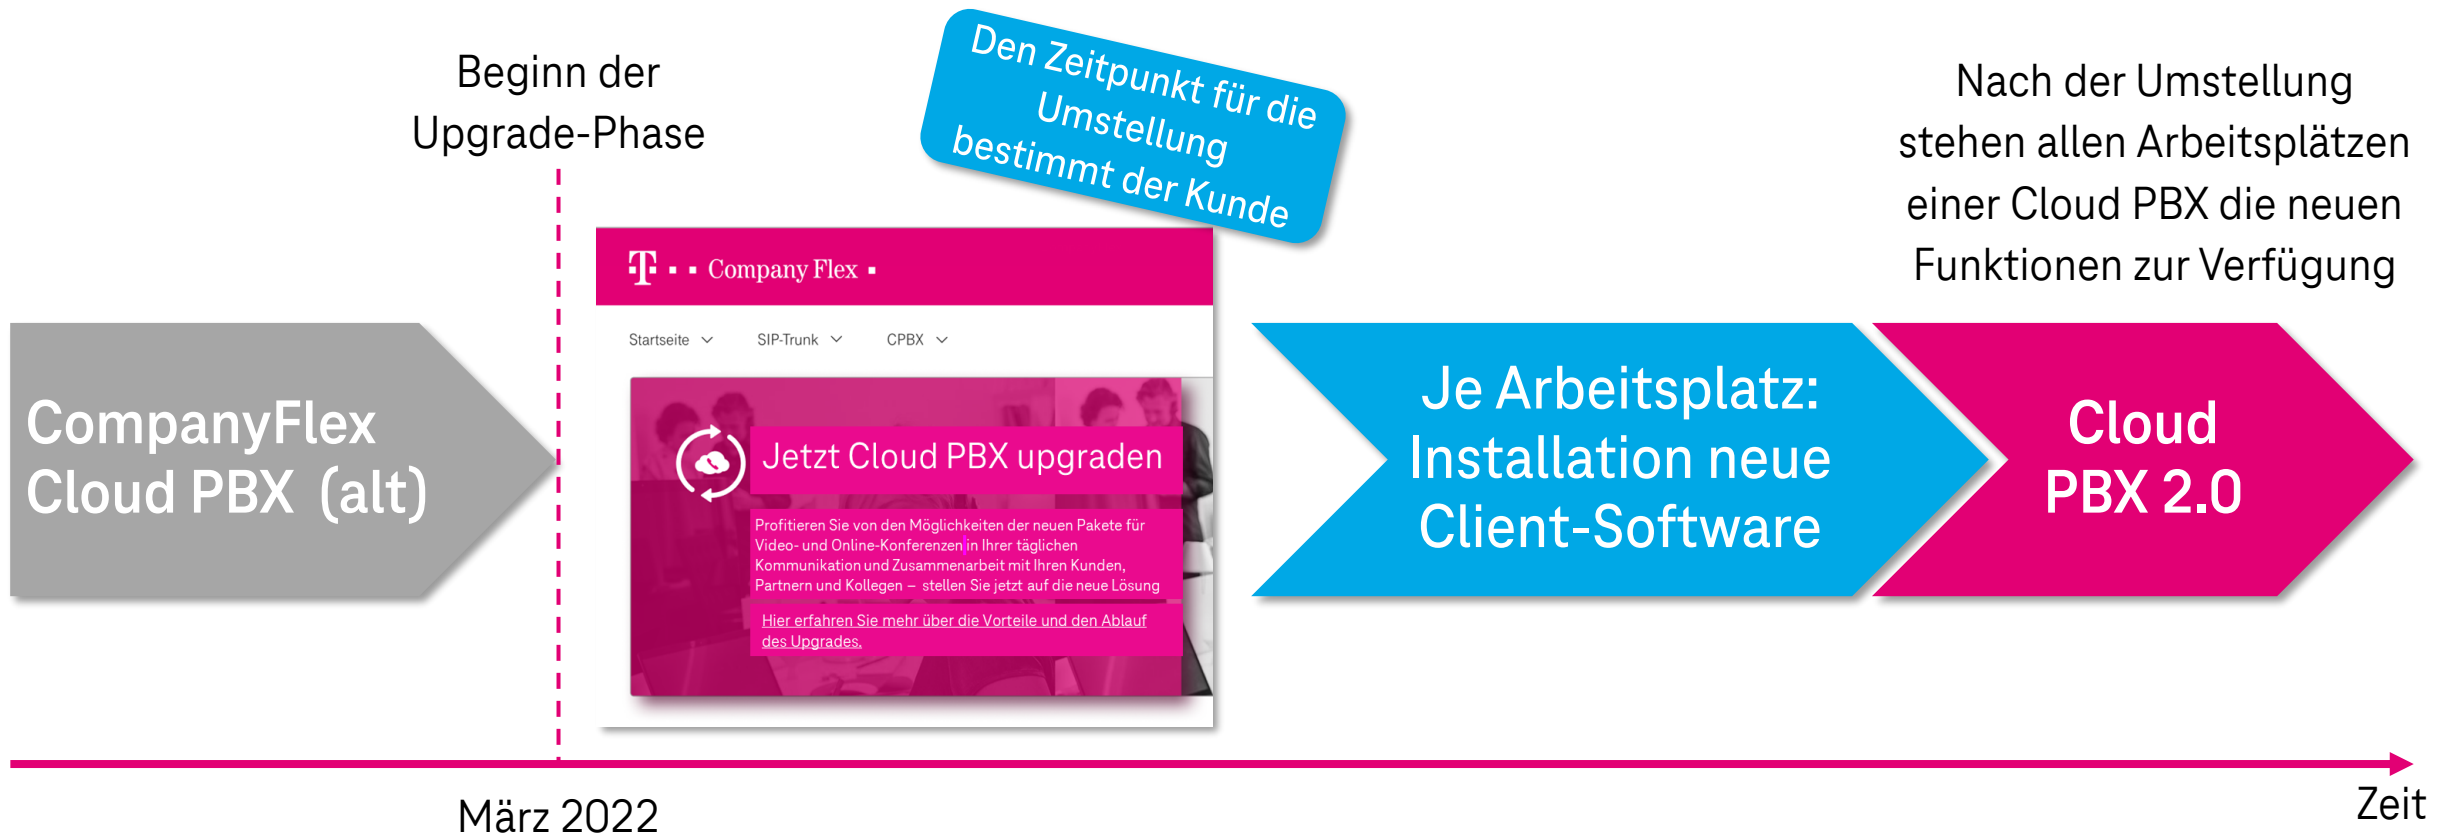 Beginn der
Upgrade-Phase
Den Zeitpunkt für die
Umstellung
bestimmt der Kunde
Nach der Umstellung
stehen allen Arbeitsplätzen
einer Cloud PBX die neuen
Funktionen zur Verfügung
T Company Flex
Startseite SIP-Trunk CPBX
CompanyFlex
Cloud PBX (alt)
Jetzt Cloud PBX upgraden
Profitieren Sie von den Möglichkeiten der neuen Pakete für
Video- und Online-Konferenzen in Ihrer täglichen
Kommunikation und Zusammenarbeit mit Ihren Kunden,
Partnern und Kollegen – stellen Sie jetzt auf die neue Lösung
Hier erfahren Sie mehr über die Vorteile und den Ablauf
des Upgrades.
Je Arbeitsplatz:
Installation neue
Client-Software
Cloud
PBX 2.0
März 2022
Zeit